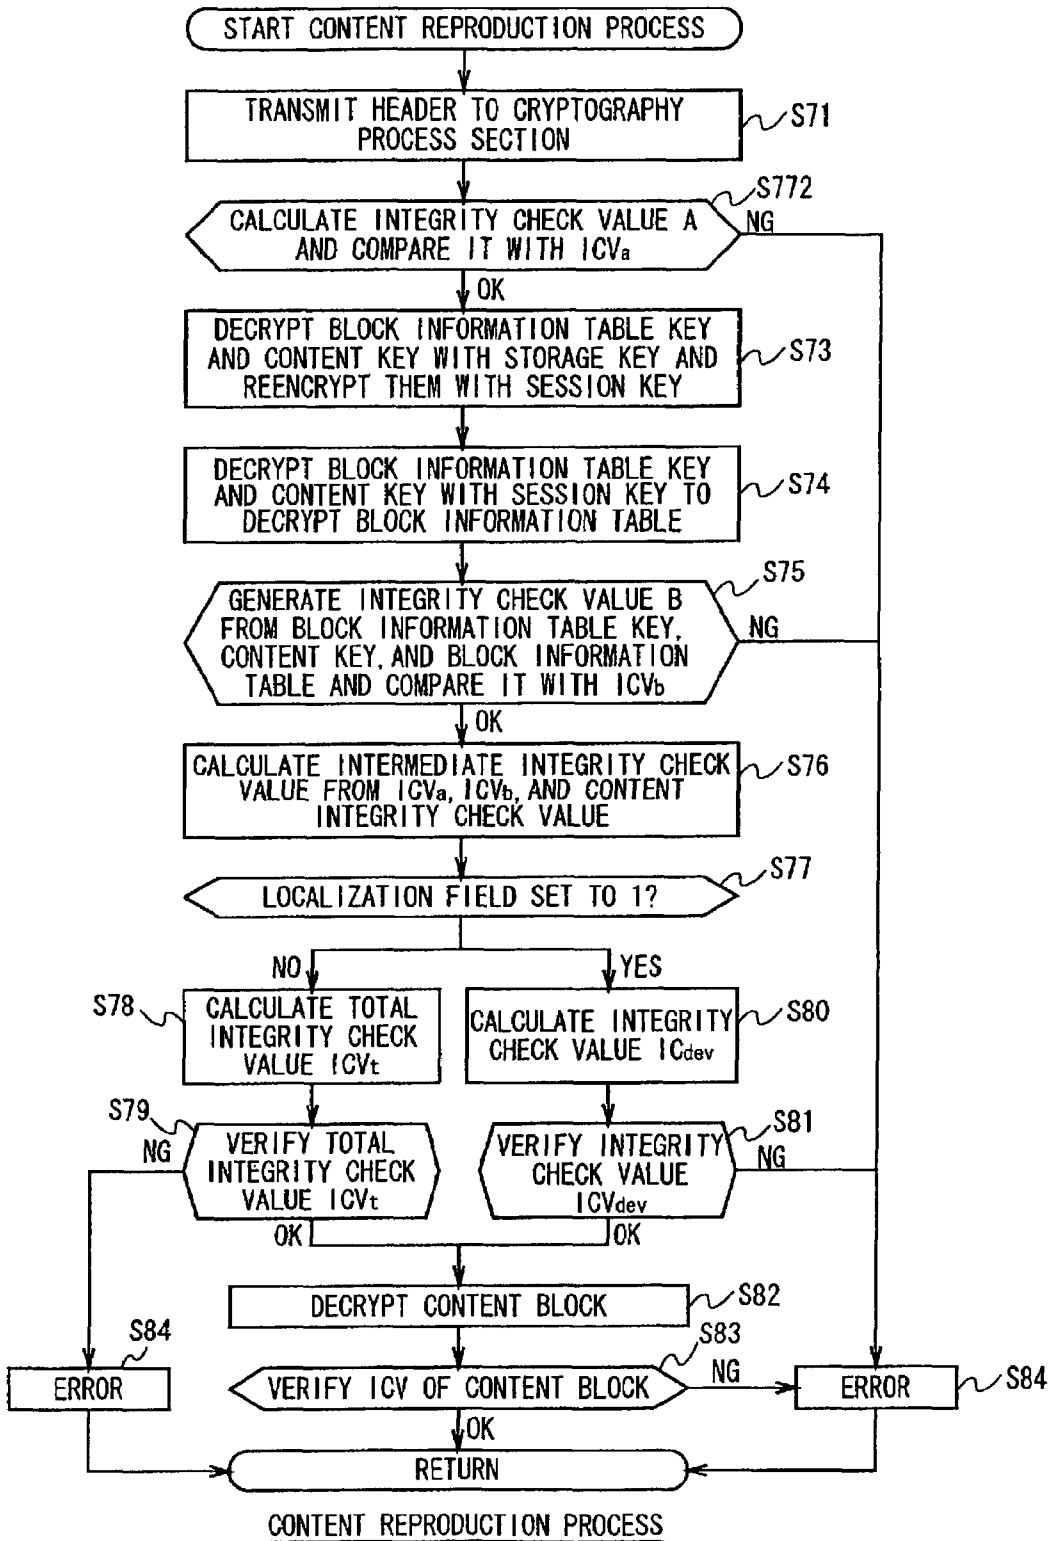 START CONTENT REPRODUCTION PROCESS
TRANSMIT HEADER TO CRYPTOGRAPHY
PROCESS SECTION
S71
S772
CALCULATE INTEGRITY CHECK VALUE A
AND COMPARE IT WITH ICVa
NG
OK
DECRYPT BLOCK INFORMATION TABLE KEY
AND CONTENT KEY WITH STORAGE KEY AND
REENCRYPT THEM WITH SESSION KEY
S73
DECRYPT BLOCK INFORMATION TABLE KEY
AND CONTENT KEY WITH SESSION KEY TO
DECRYPT BLOCK INFORMATION TABLE
S74
S75
GENERATE INTEGRITY CHECK VALUE B
FROM BLOCK INFORMATION TABLE KEY,
CONTENT KEY, AND BLOCK INFORMATION
TABLE AND COMPARE IT WITH ICVb
NG
OK
CALCULATE INTERMEDIATE INTEGRITY CHECK
VALUE FROM ICVa, ICVb, AND CONTENT
INTEGRITY CHECK VALUE
S76
S77
LOCALIZATION FIELD SET TO 1?
NO
YES
S78
CALCULATE TOTAL
INTEGRITY CHECK
VALUE ICVt
CALCULATE INTEGRITY
CHECK VALUE ICdev
S80
S79
NG
VERIFY TOTAL
INTEGRITY CHECK
VALUE ICVt
OK
S81
VERIFY INTEGRITY
CHECK VALUE
ICVdev
NG
OK
DECRYPT CONTENT BLOCK
S82
S83
S84
ERROR
VERIFY ICV OF CONTENT BLOCK
NG
ERROR
S84
OK
RETURN
CONTENT REPRODUCTION PROCESS